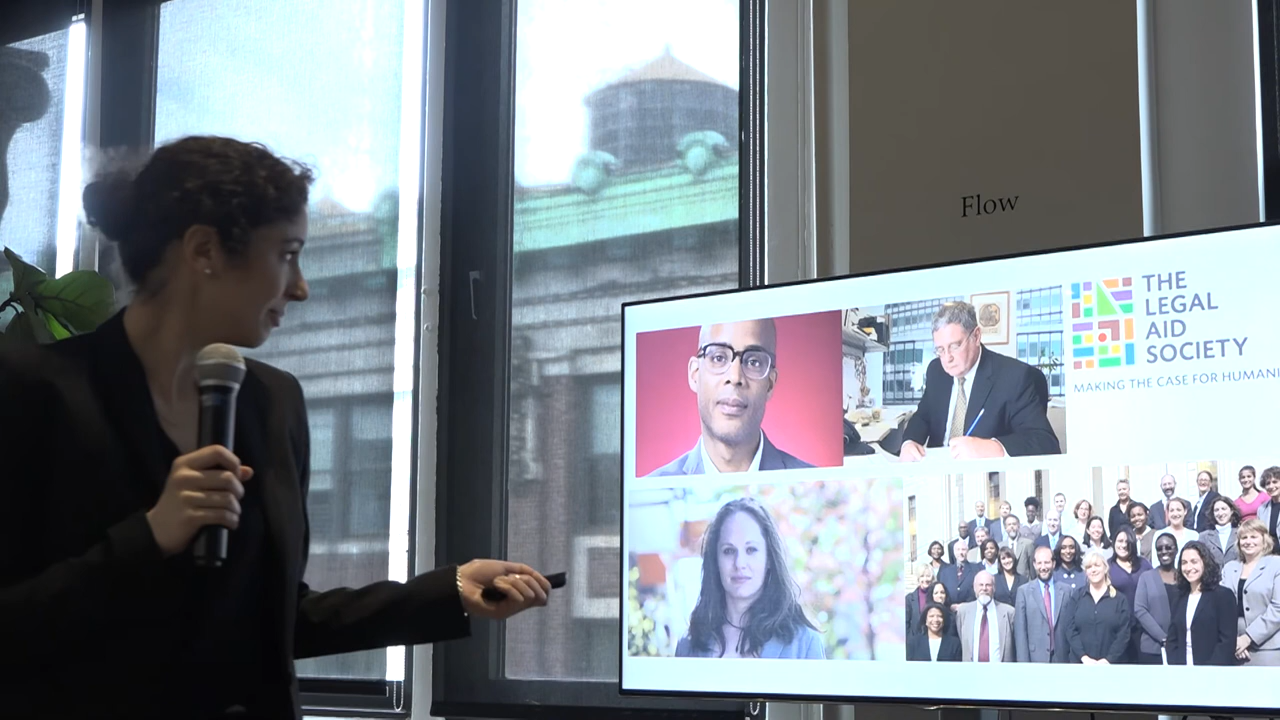 Flow
THE
LEGAL
AID
SOCIETY
MAKING THE CASE FOR HUMANI